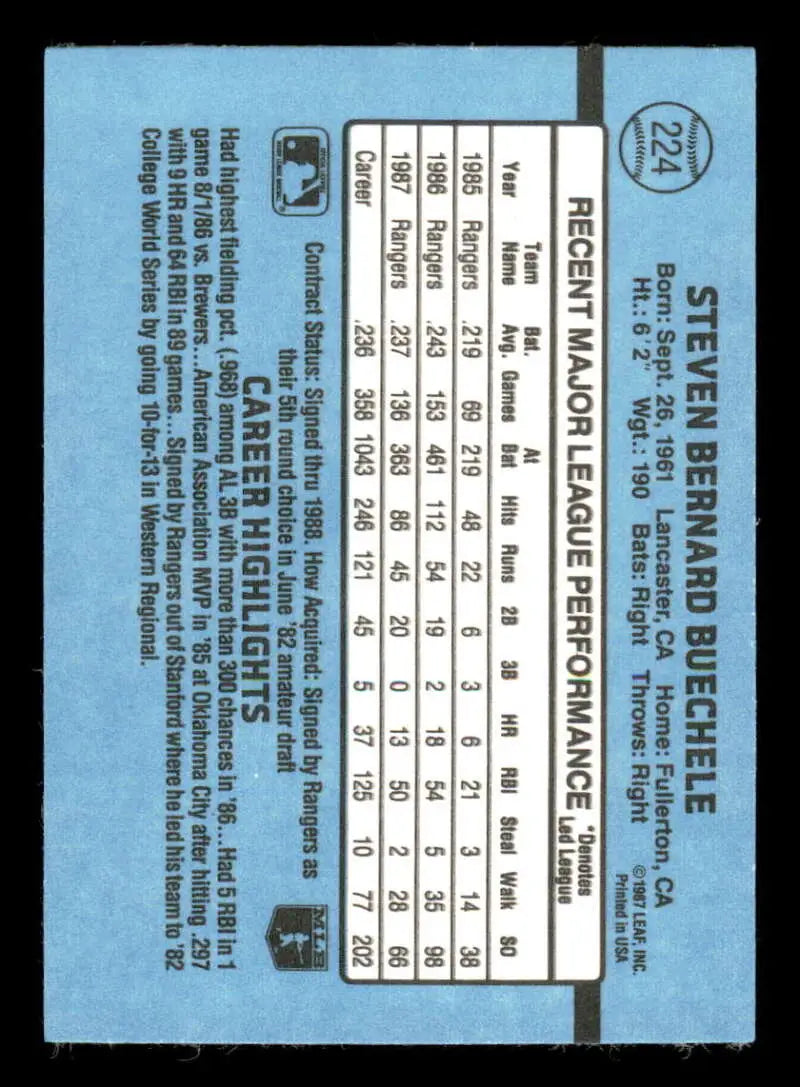 224
STEVEN BERNARD BUECHELE
Born: Sept. 26, 1961 Lancaster, CA Home: Fullerton, CA
Ht.: 6'2" Wgt.: 190 Bats: Right Throws: Right
©1987 LEAF, INC.
Printed in USA
RECENT MAJOR LEAGUE PERFORMANCE *Denotes Led League
Year Team Name Bat. Avg. Games At Bat Hits Runs 2B 3B HR RBI Steal Walk SO
1985 Rangers .219 69 219 48 22 6 3 6 21 3 14 38
1986 Rangers .243 153 461 112 54 19 2 18 54 5 35 98
1987 Rangers .237 136 363 86 45 20 0 13 50 2 28 66
Career .236 358 1043 246 121 45 5 37 125 10 77 202
Contract Status: Signed thru 1988. How Acquired: Signed by Rangers as
their 5th round choice in June '82 amateur draft
MLB
CAREER HIGHLIGHTS
Had highest fielding pct. (.968) among AL 3B with more than 300 chances in '86...Had 5 RBI in 1
game 8/1/86 vs. Brewers...American Association MVP in '85 at Oklahoma City after hitting .297
with 9 HR and 64 RBI in 89 games...Signed by Rangers out of Stanford where he led his team to '82
College World Series by going 10-for-13 in Western Regional.